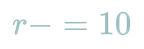 r− = 10